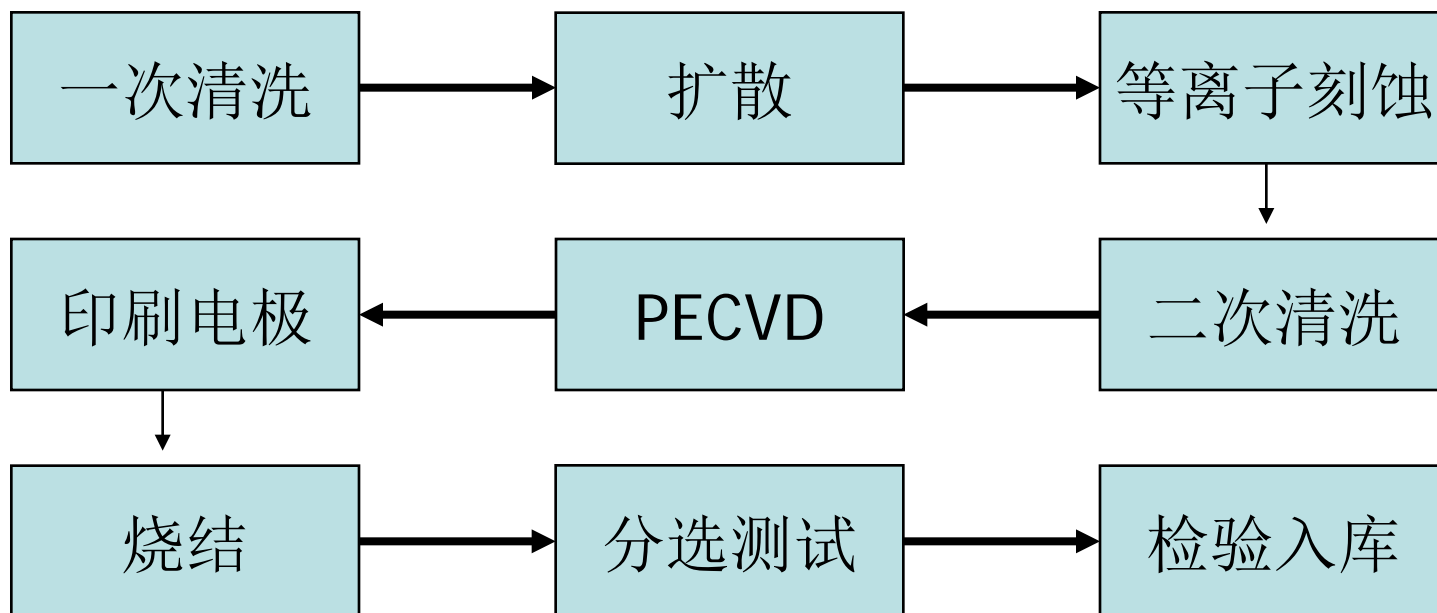 一次清洗
扩散
等离子刻蚀
印刷电极
PECVD
二次清洗
烧结
分选测试
检验入库